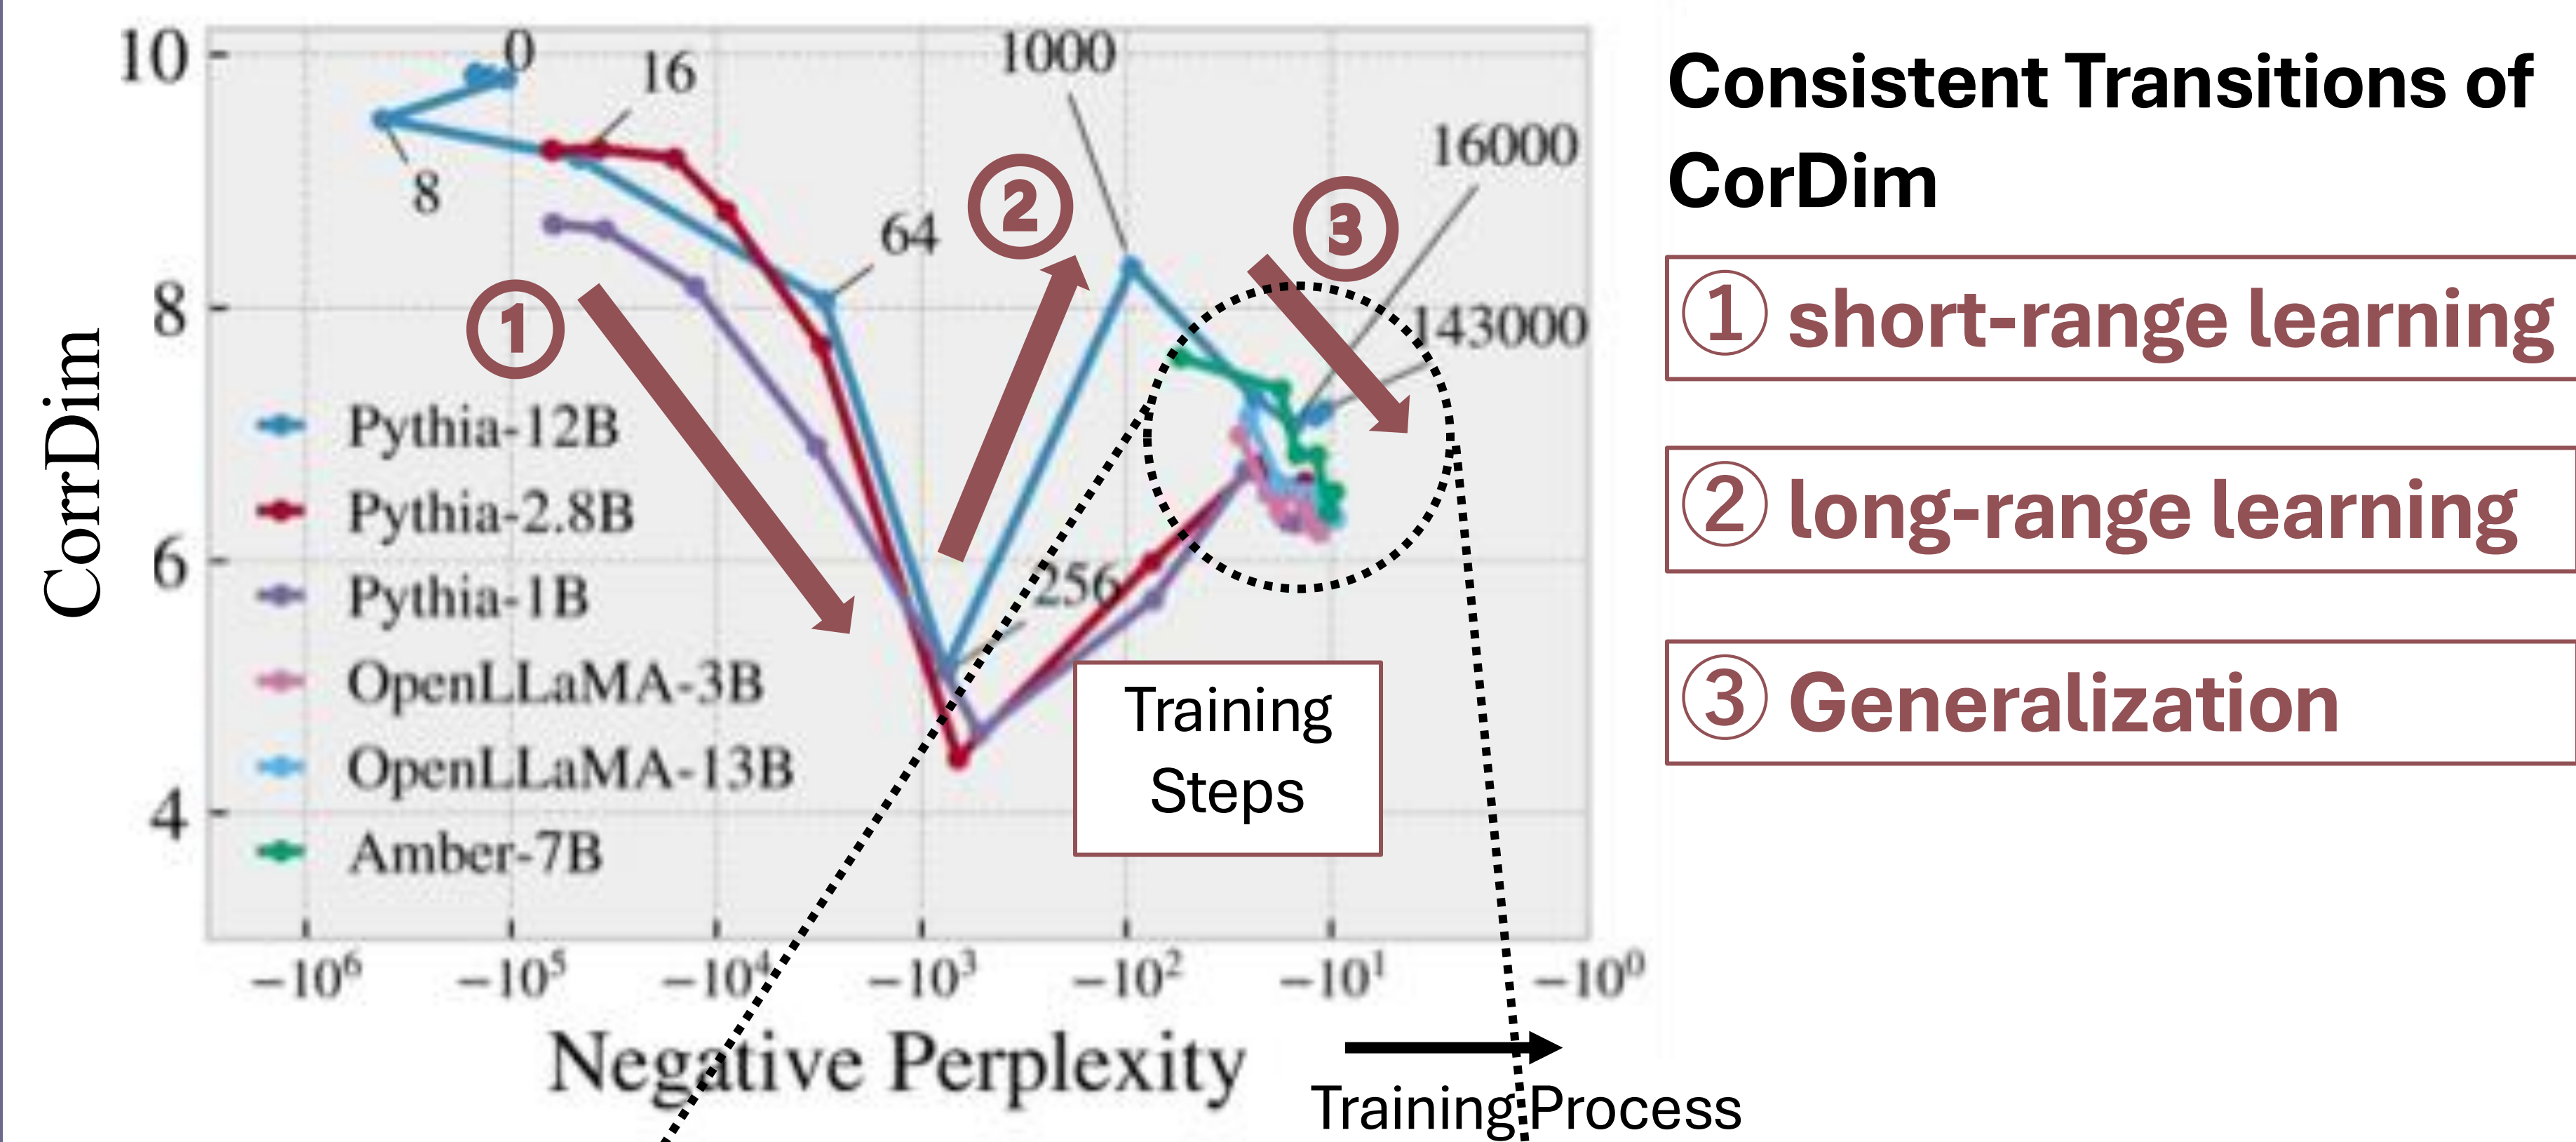 10
8
6
4
CorrDim
0
16
8
64
1000
16000
143000
256
①
②
③
Pythia-12B
Pythia-2.8B
Pythia-1B
OpenLLaMA-3B
OpenLLaMA-13B
Amber-7B
Training
Steps
−10⁶
−10⁵
−10⁴
−10³
−10²
−10¹
−10⁰
Negative Perplexity
Training Process
Consistent Transitions of
CorDim
① short-range learning
② long-range learning
③ Generalization